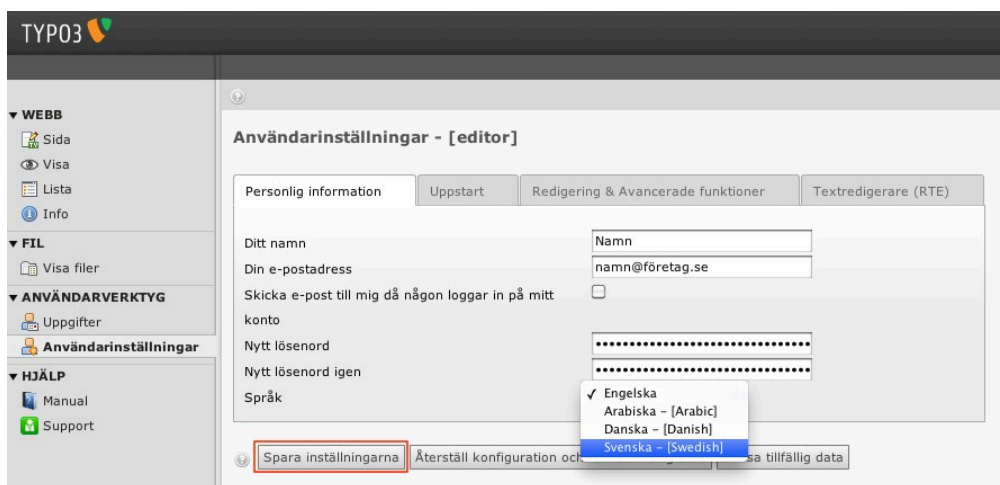 TYPO3
WEBB
Sida
Visa
Lista
Info
FIL
Visa filer
ANVÄNDARVERKTYG
Uppgifter
Användarinställningar
HJÄLP
Manual
Support
Användarinställningar - [editor]
Personlig information
Uppstart
Redigering & Avancerade funktioner
Textredigerare (RTE)
Ditt namn
Namn
Din e-postadress
namn@företag.se
Skicka e-post till mig då någon loggar in på mitt
konto
Nytt lösenord
Nytt lösenord igen
Språk
✓ Engelska
Arabiska - [Arabic]
Danska - [Danish]
Svenska - [Swedish]
Spara inställningarna
Återställ konfiguration och
tillfällig data